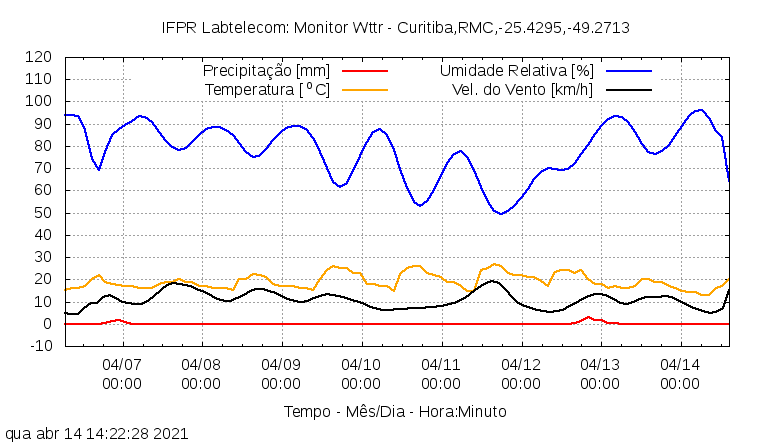 IFPR Labtelecom: Monitor Wttr - Curitiba,RMC,-25.4295,-49.2713
Precipitação [mm]
Temperatura [⁰C]
Umidade Relativa [%]
Vel. do Vento [km/h]
120
110
100
90
80
70
60
50
40
30
20
10
0
-10
04/07 04/08 04/09 04/10 04/11 04/12 04/13 04/14
00:00 00:00 00:00 00:00 00:00 00:00 00:00 00:00
Tempo - Mês/Dia - Hora:Minuto
qua abr 14 14:22:28 2021